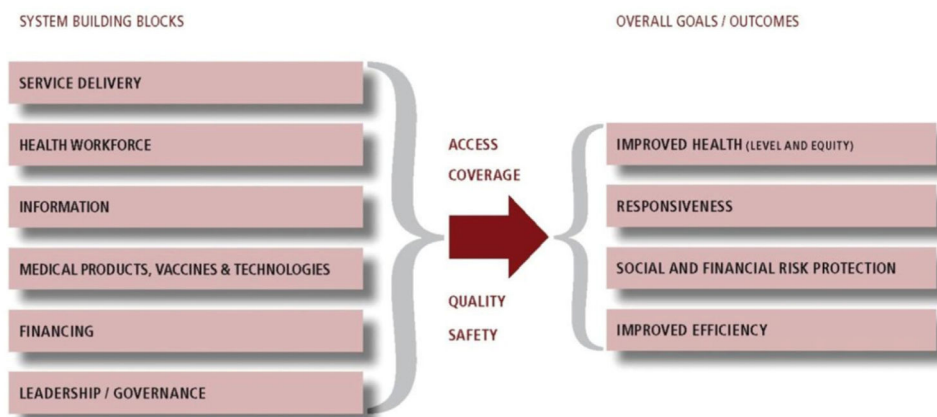 SYSTEM BUILDING BLOCKS
SERVICE DELIVERY
HEALTH WORKFORCE
INFORMATION
MEDICAL PRODUCTS, VACCINES & TECHNOLOGIES
FINANCING
LEADERSHIP / GOVERNANCE
ACCESS
COVERAGE
QUALITY
SAFETY
OVERALL GOALS / OUTCOMES
IMPROVED HEALTH (LEVEL AND EQUITY)
RESPONSIVENESS
SOCIAL AND FINANCIAL RISK PROTECTION
IMPROVED EFFICIENCY